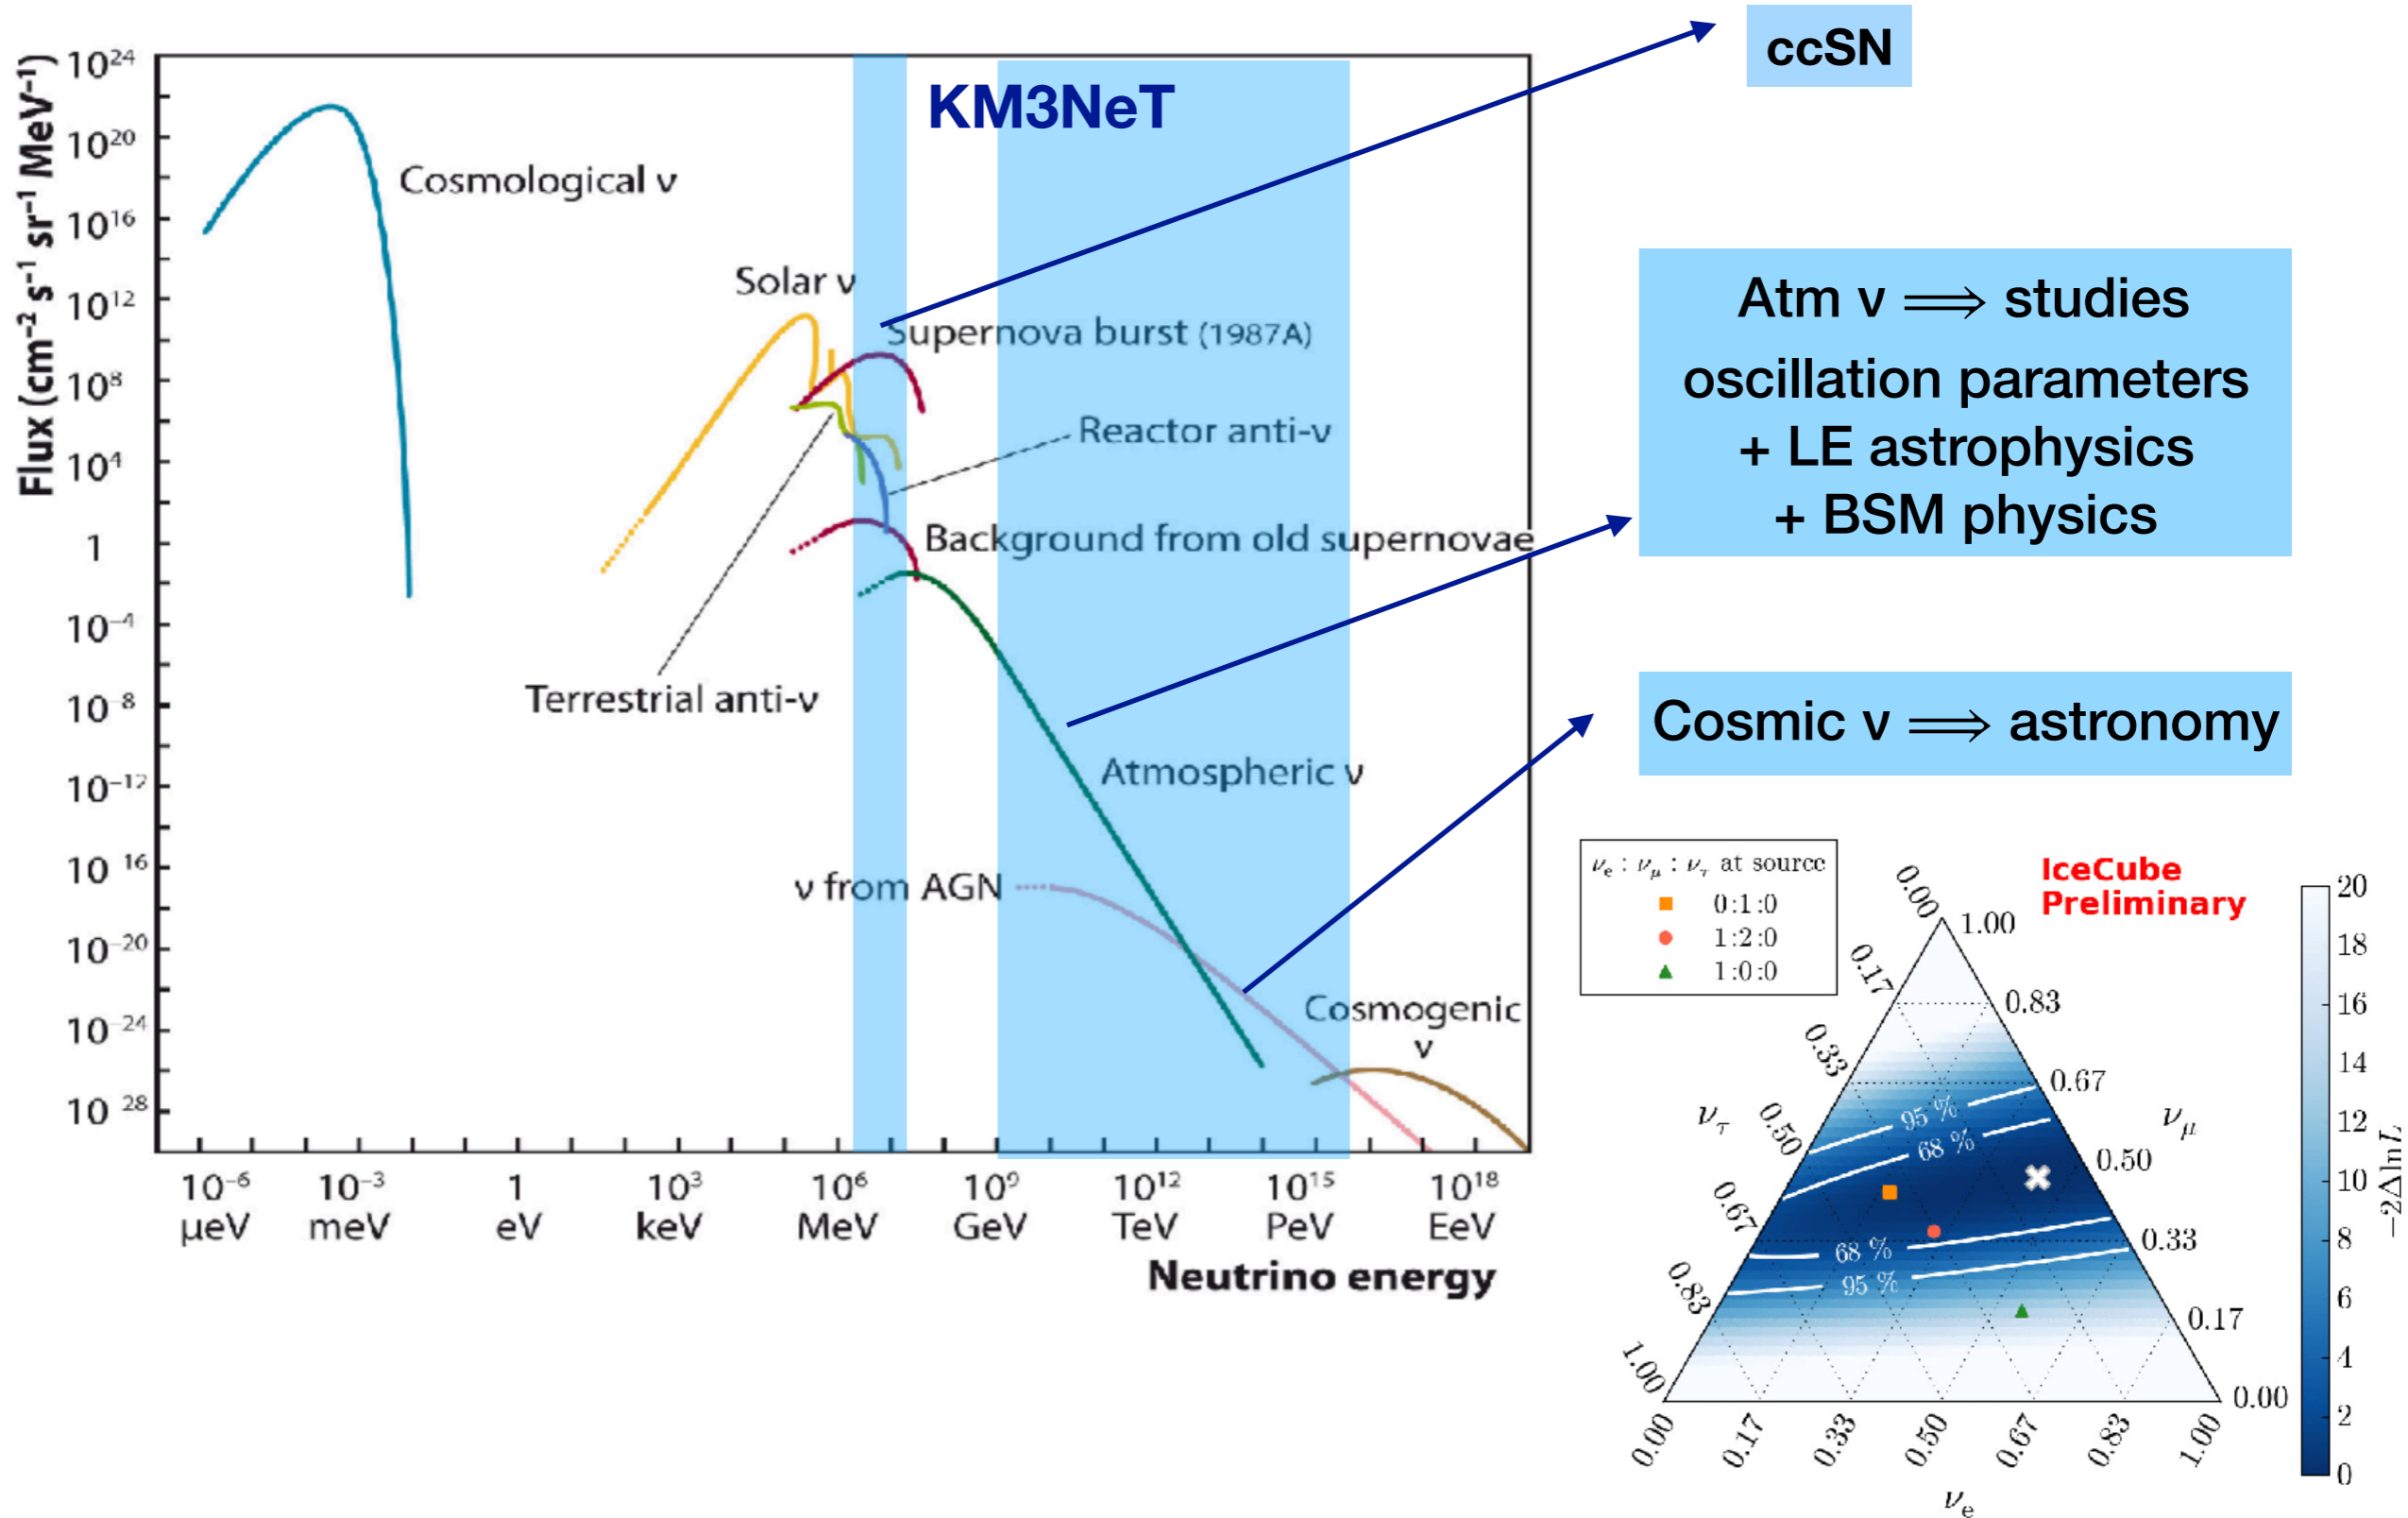 ccSN
KM3NeT
Flux (cm⁻² s⁻¹ sr⁻¹ MeV⁻¹)
10²⁴
10²⁰
10¹⁶
10¹²
10⁸
10⁴
1
10⁻⁴
10⁻⁸
10⁻¹²
10 ¹⁶
10⁻²⁰
10⁻²⁴
10 ²⁸
Cosmological ν
Solar ν
Supernova burst (1987A)
Reactor anti-ν
Background from old supernovae
Terrestrial anti-ν
Atmospheric ν
ν from AGN
Cosmogenic
ν
10⁻⁶ 10⁻³ 1 10³ 10⁶ 10⁹ 10¹² 10¹⁵ 10¹⁸
μeV meV eV keV MeV GeV TeV PeV EeV
Neutrino energy
Atm ν ⟹ studies
oscillation parameters
+ LE astrophysics
+ BSM physics
Cosmic ν ⟹ astronomy
νe : νμ : ντ at source
0:1:0
1:2:0
1:0:0
IceCube
Preliminary
0.00
0.17
0.33
0.50
0.67
0.83
1.00
ντ
1.00
0.83
0.67
0.50
0.33
0.17
0.00
νμ
95 %
68 %
68 %
95 %
0.00 0.17 0.33 0.50 0.67 0.83 1.00
νe
20
18
16
14
12
10
8
6
4
2
0
−2ΔlnL